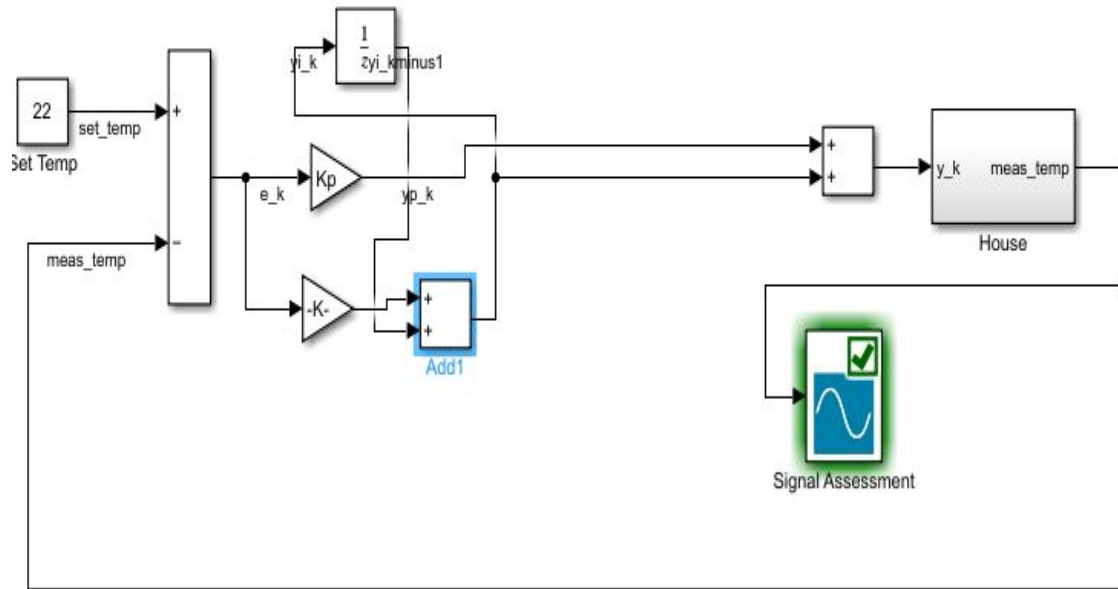 1
z
yi_k
yi_kminus1
22
set_temp
Set Temp
+
−
meas_temp
e_k
Kp
yp_k
-K-
+
+
Add1
+
+
y_k
meas_temp
House
Signal Assessment